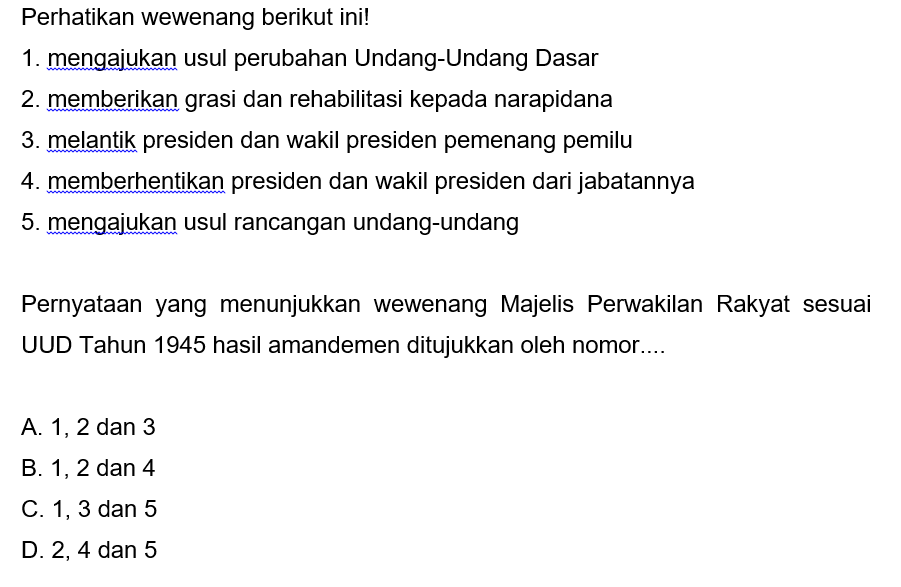 Perhatikan wewenang berikut ini!
1. mengajukan usul perubahan Undang-Undang Dasar
2. memberikan grasi dan rehabilitasi kepada narapidana
3. melantik presiden dan wakil presiden pemenang pemilu
4. memberhentikan presiden dan wakil presiden dari jabatannya
5. mengajukan usul rancangan undang-undang
Pernyataan yang menunjukkan wewenang Majelis Perwakilan Rakyat sesuai
UUD Tahun 1945 hasil amandemen ditujukkan oleh nomor....
A. 1, 2 dan 3
B. 1, 2 dan 4
C. 1, 3 dan 5
D. 2, 4 dan 5